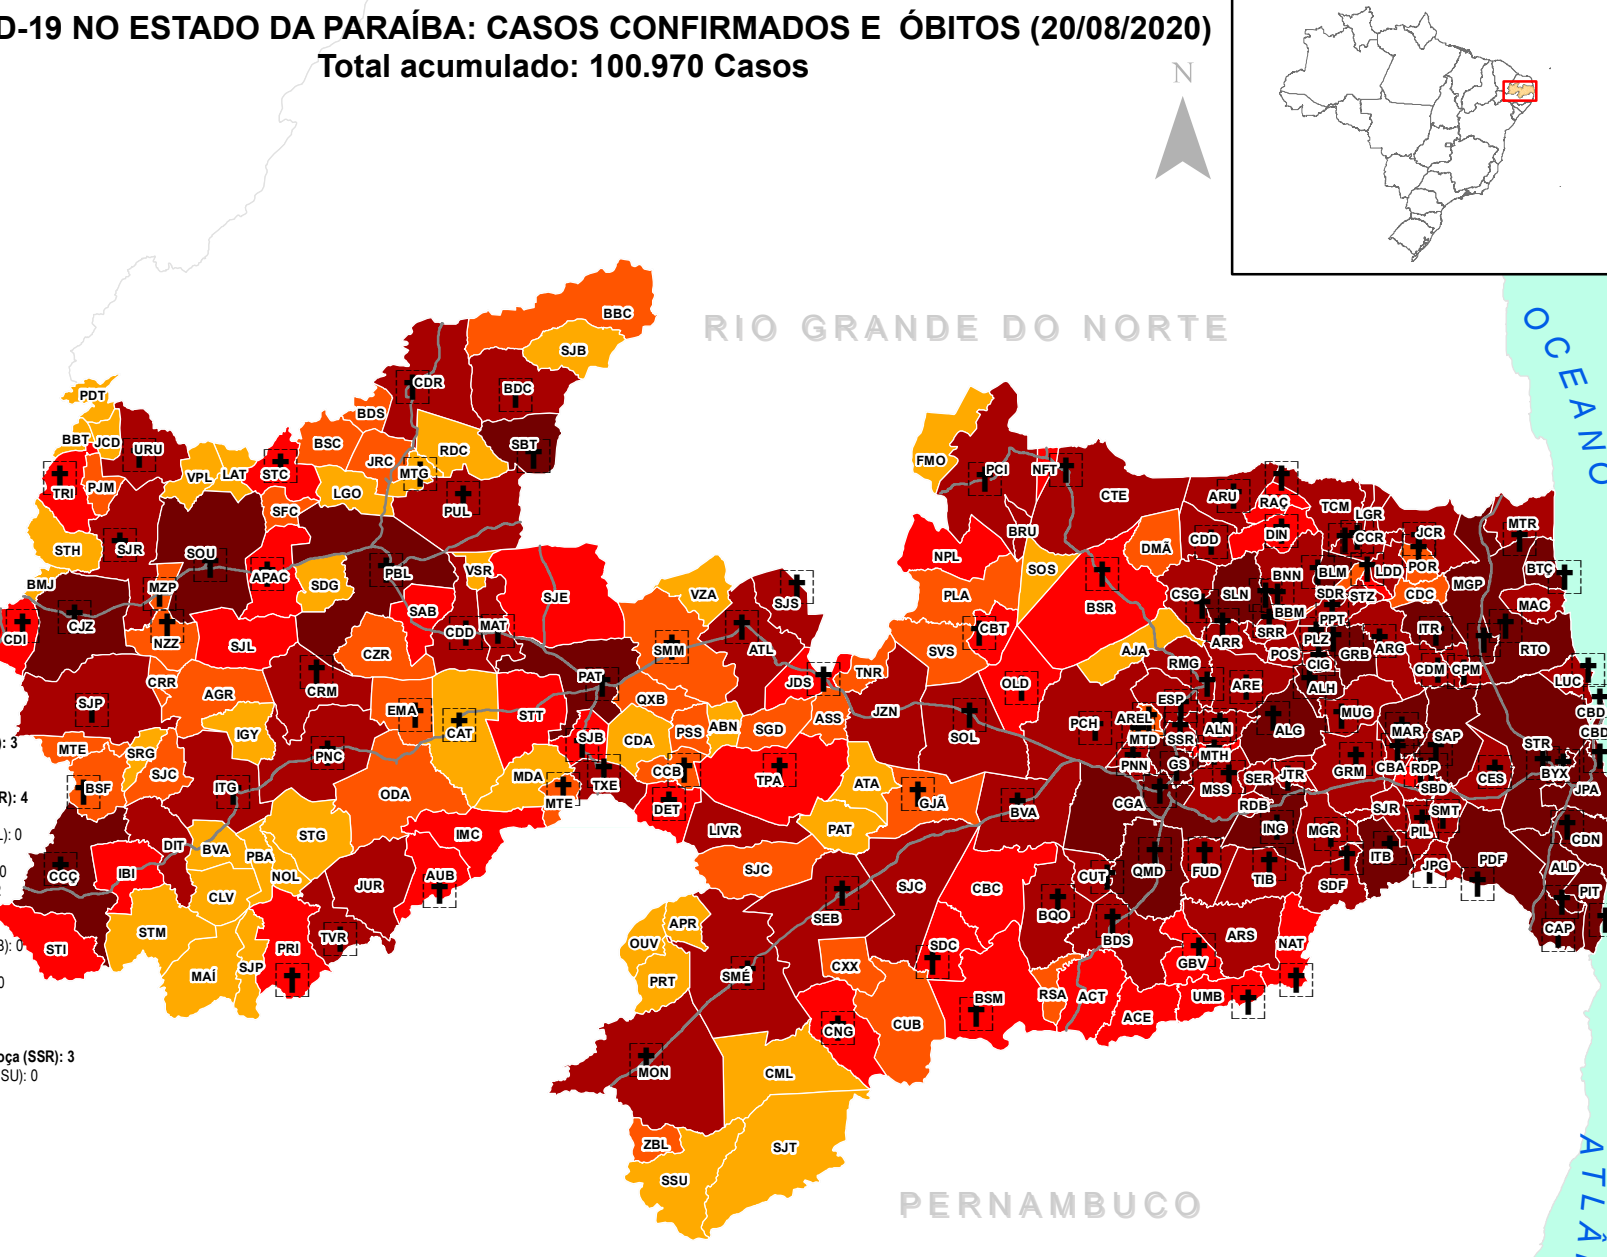 D-19 NO ESTADO DA PARAÍBA: CASOS CONFIRMADOS E ÓBITOS (20/08/2020)
Total acumulado: 100.970 Casos
N
RIO GRANDE DO NORTE
OCEANO
BBC
SJB
CDR
BDC
PDT
BDS
BBT
JCD
URU
BSC
RDC
SBT
JRC
MTG
VPL
LAT
STC
TRI
PJM
LGO
SFC
PUL
STH
SJR
SOU
APAC
SDG
PBL
VSR
BMJ
MZP
SJE
CJZ
CDI
NZZ
SJL
SAB
CDD
MAT
CZR
CRR
AGR
CRM
PAT
SJP
EMA
CAT
STT
IGY
MTE
SRG
SJC
PNC
SJB
BSF
ITG
ODA
MDA
MTE
TXE
STG
IMC
DIT
BVA
PBA
NOL
CCÇ
IBI
JUR
AUB
CLV
STM
STI
PRI
TVR
MAÍ
SJP
VZA
SJS
SMM
ATL
JDS
TNR
QXB
ABN
PSS
SGD
ASS
JZN
CDA
CCB
TPA
DET
ATA
GJÃ
LIVR
PAT
SJC
SEB
SJC
APR
OUV
PRT
SMÉ
CXX
SDC
CNG
CUB
MON
CML
ZBL
SJT
SSU
FMO
PCI
NFT
CTE
BRU
NPL
SOS
DMÃ
PLA
BSR
CBT
SVS
AJA
OLD
SOL
PCH
BVA
CBC
BQO
BSM
RSA
ACT
ACE
ARU
RAÇ
TCM
LGR
DIN
CCR
JCR
MTR
CDD
BNN
BLM
LDD
POR
BTÇ
CSG
SLN
SDR
STZ
CDC
MGP
MAC
BBM
PPT
ARR
SRR
PLZ
ITR
RTO
POS
GRB
ARG
RMG
CIG
CDM
CPM
LUC
ESP
ARE
ALH
CBD
AREL
ALN
ALG
MUG
MAR
SAP
CBD
MTD
SSR
MTH
STR
PNN
GS
SER
JTR
GRM
CBA
RDP
CES
BYX
MSS
SBD
JPA
CGA
RDB
ING
MGR
SJR
PIL
SMT
CDN
CUT
QMD
FUD
TIB
SDF
ITB
JPG
PDF
ALD
PIT
BDS
ARS
NAT
CAP
GBV
UMB
): 3
R): 4
L): 0
0
B): 0
0
oça (SSR): 3
SU): 0
PERNAMBUCO
ATLÂ